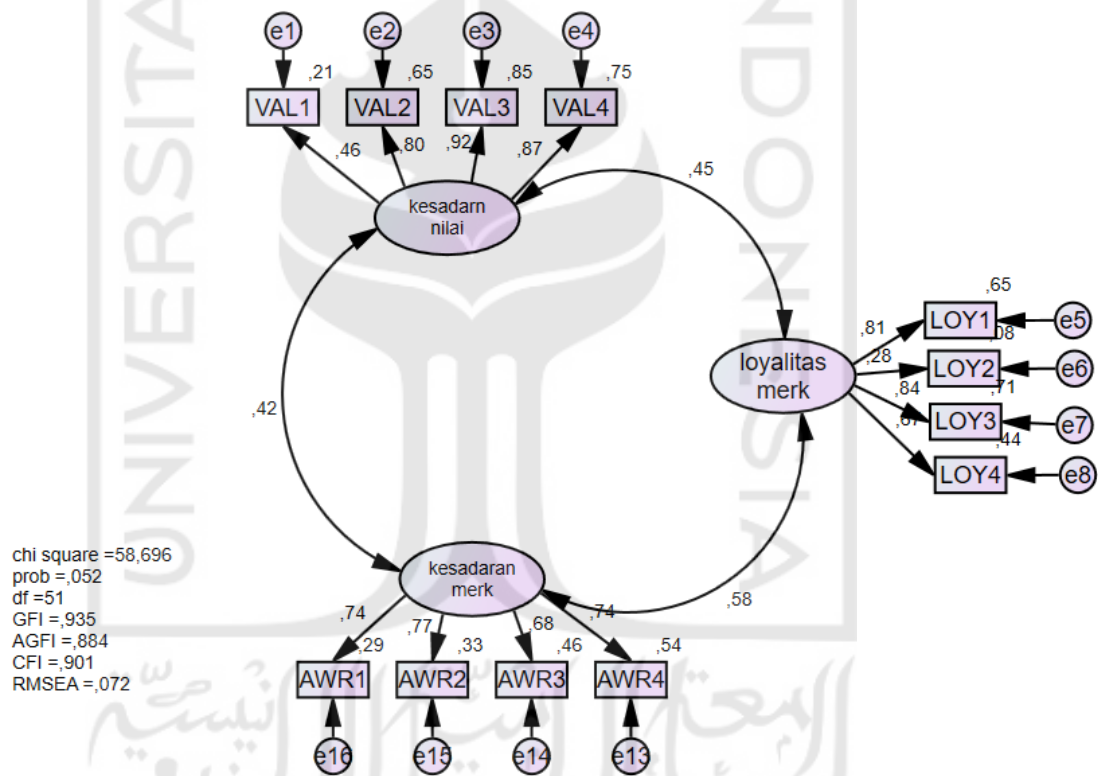 e1 e2 e3 e4
,21 ,65 ,85 ,75
VAL1 VAL2 VAL3 VAL4
,46 ,80 ,92 ,87
kesadarn
nilai
,45
,42
loyalitas
merk
,81 ,28 ,84 ,67
,65
LOY1 e5
,08
LOY2 e6
,71
LOY3 e7
,44
LOY4 e8
,58
kesadaran
merk
,74 ,77 ,68 ,74
,29 ,33 ,46 ,54
AWR1 AWR2 AWR3 AWR4
e16 e15 e14 e13
chi square =58,696
prob =,052
df =51
GFI =,935
AGFI =,884
CFI =,901
RMSEA =,072
UNIVERSITA
NDONESIA